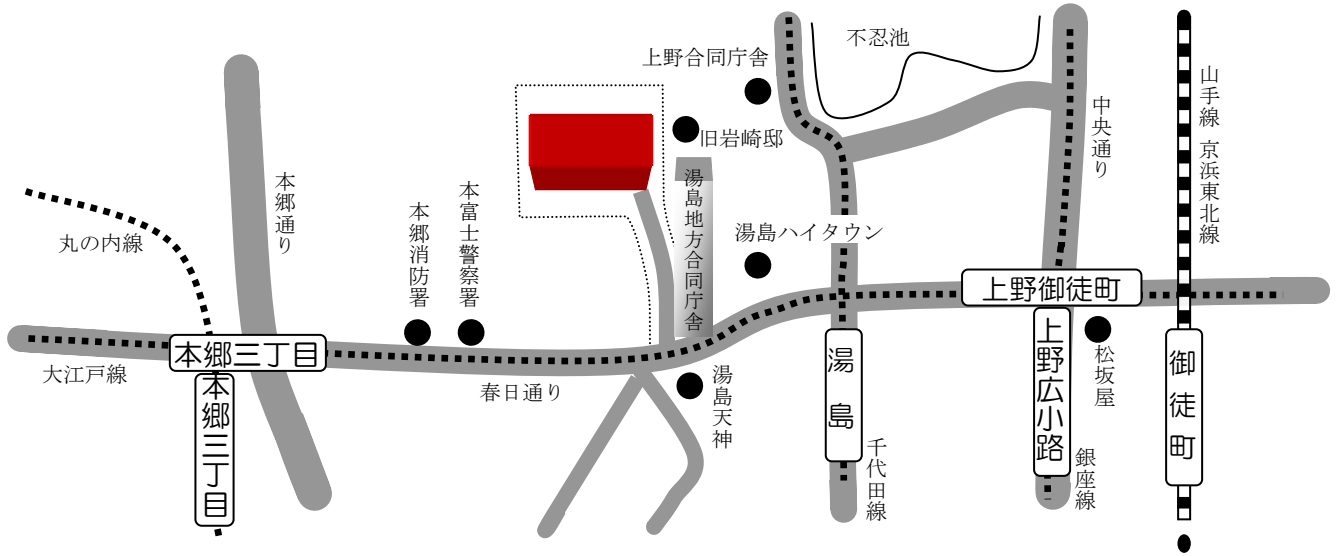 不忍池
上野合同庁舎
山手線 京浜東北線
中央通り
旧岩崎邸
湯島地方合同庁舎
本郷通り
本富士警察署
本郷消防署
丸の内線
湯島ハイタウン
上野御徒町
本郷三丁目
大江戸線
本郷三丁目
春日通り
湯島天神
湯島
千代田線
上野広小路
松坂屋
銀座線
御徒町